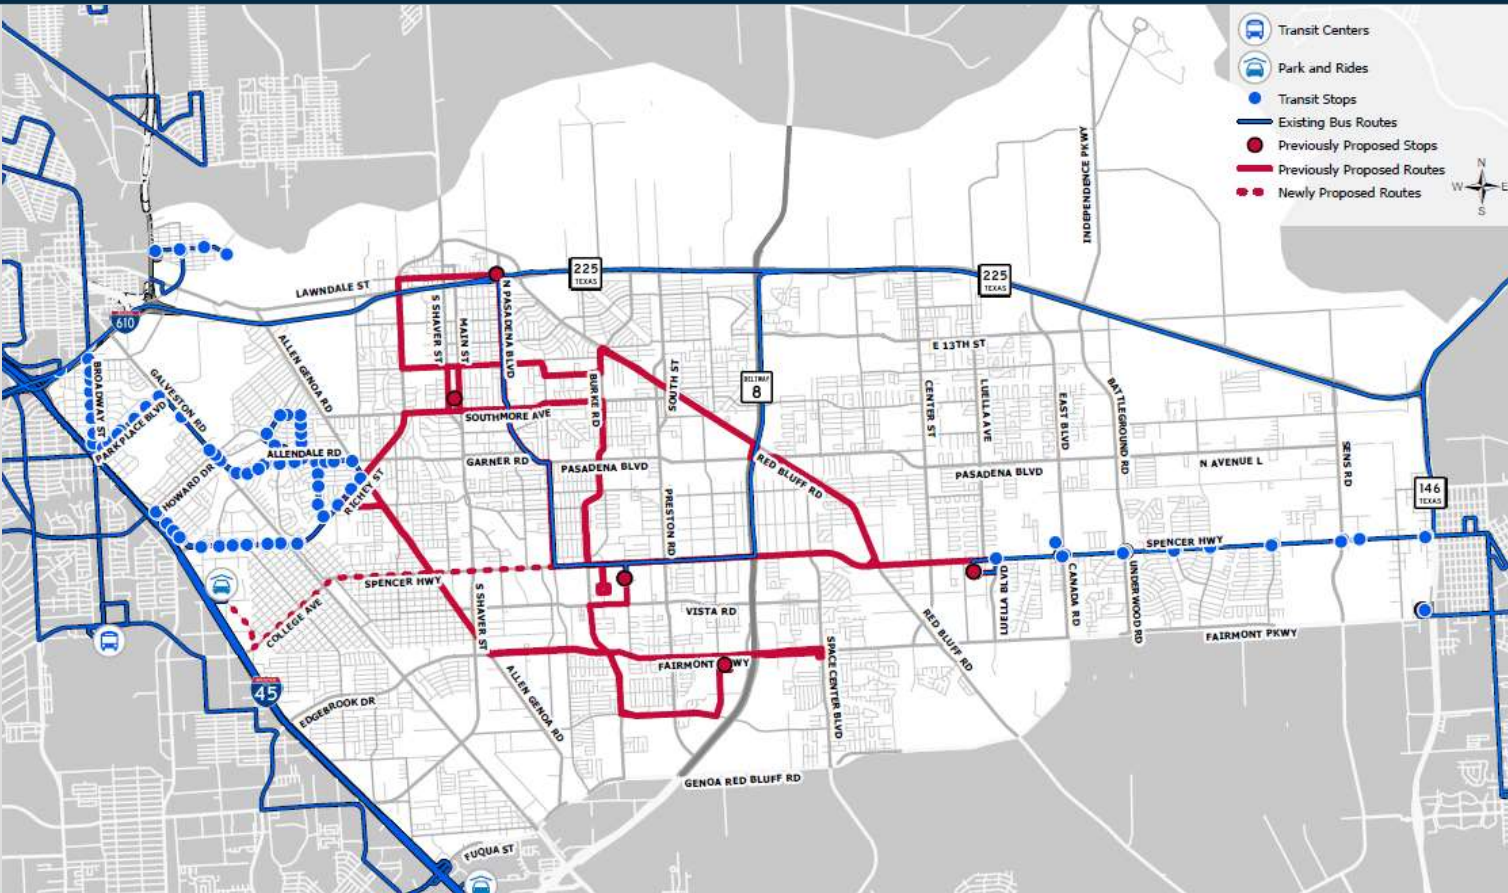 Transit Centers
Park and Rides
Transit Stops
Existing Bus Routes
Previously Proposed Stops
Previously Proposed Routes
Newly Proposed Routes
N
W E
S
INDEPENDENCE PKWY
225
TEXAS
225
TEXAS
LAWNDALE ST
610
S SHAVER ST
MAIN ST
N PASADENA BLVD
ALLEN GENOA RD
E 13TH ST
BROADWAY ST
GALVESTON RD
PARK PLACE BLVD
BURKE RD
SOUTH ST
BELTWAY
8
CENTER ST
LUELLA AVE
EAST BLVD
BATTLEGROUND RD
SOUTHMORE AVE
ALLENDALE RD
HOWARD DR
RICHEY ST
GARNER RD
PASADENA BLVD
RED BLUFF RD
PASADENA BLVD
N AVENUE L
SENS RD
146
TEXAS
PRESTON RD
SPENCER HWY
SPENCER HWY
COLLEGE AVE
S SHAVER ST
VISTA RD
LUELLA BLVD
CANADA RD
UNDERWOOD RD
RED BLUFF RD
FAIRMONT PKWY
FAIRMONT WY
SPACE CENTER BLVD
45
EDGEBROOK DR
ALLEN GENOA RD
GENOA RED BLUFF RD
FUQUA ST